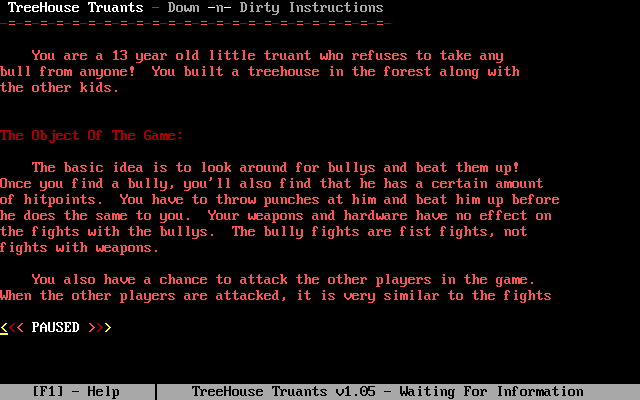 TreeHouse Truants - Down -n- Dirty Instructions
-=-=-=-=-=-=-=-=-=-=-=-=-=-=-=-=-=-=-=-=-=-=-=-=-
You are a 13 year old little truant who refuses to take any
bull from anyone!  You built a treehouse in the forest along with
the other kids.
The Object Of The Game:
The basic idea is to look around for bullys and beat them up!
Once you find a bully, you'll also find that he has a certain amount
of hitpoints.  You have to throw punches at him and beat him up before
he does the same to you.  Your weapons and hardware have no effect on
the fights with the bullys.  The bully fights are fist fights, not
fights with weapons.
You also have a chance to attack the other players in the game.
When the other players are attacked, it is very similar to the fights
<<< PAUSED >>>
[F1] - Help | TreeHouse Truants v1.05 - Waiting For Information